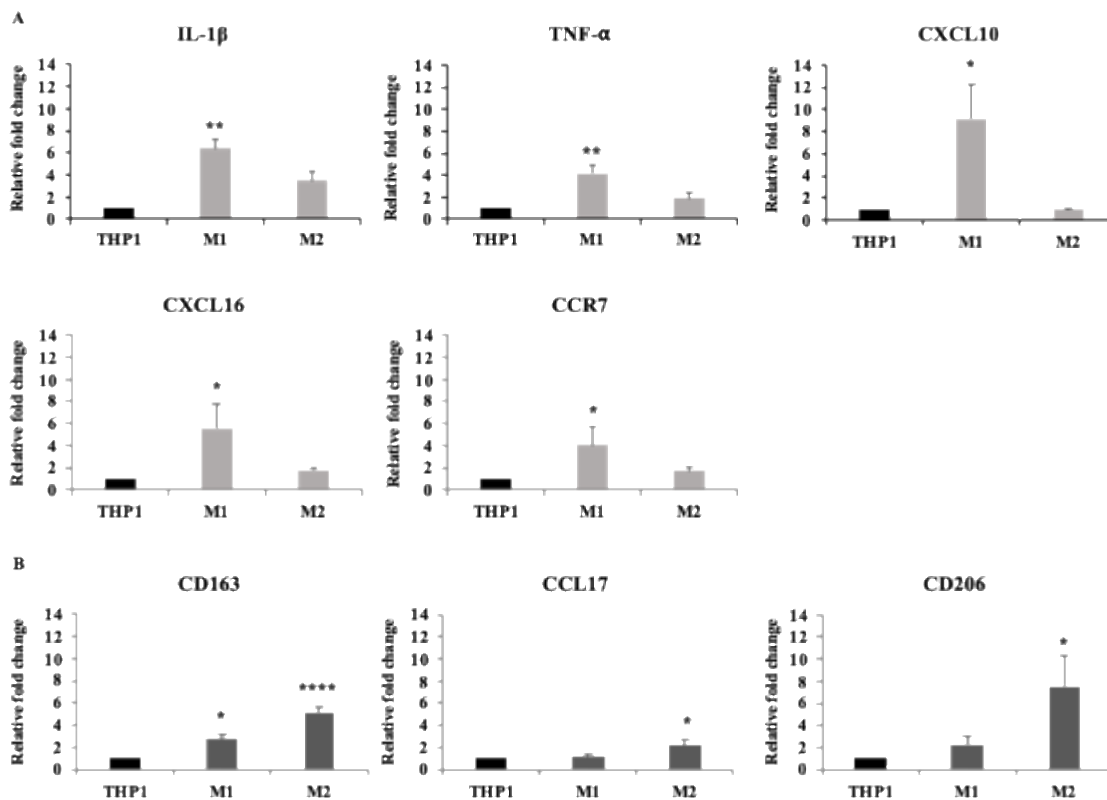 A
IL-1β
TNF-α
CXCL10
Relative fold change
14
12
10
8
6
4
2
0
**
THP1 M1 M2
Relative fold change
14
12
10
8
6
4
2
0
**
THP1 M1 M2
Relative fold change
14
12
10
8
6
4
2
0
*
THP1 M1 M2
CXCL16
CCR7
Relative fold change
14
12
10
8
6
4
2
0
*
THP1 M1 M2
Relative fold change
14
12
10
8
6
4
2
0
*
THP1 M1 M2
B
CD163
CCL17
CD206
Relative fold change
14
12
10
8
6
4
2
0
*
****
THP1 M1 M2
Relative fold change
14
12
10
8
6
4
2
0
*
THP1 M1 M2
Relative fold change
14
12
10
8
6
4
2
0
*
THP1 M1 M2